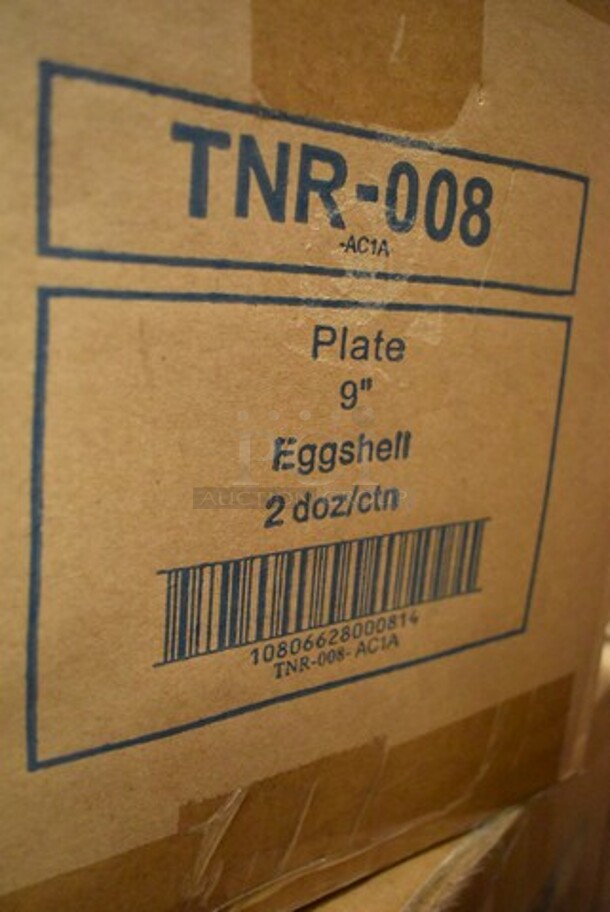 TNR-008
-AC1A-
Plate
9"
Eggshell
2 doz/ctn
10806628000814
TNR-008- AC1A